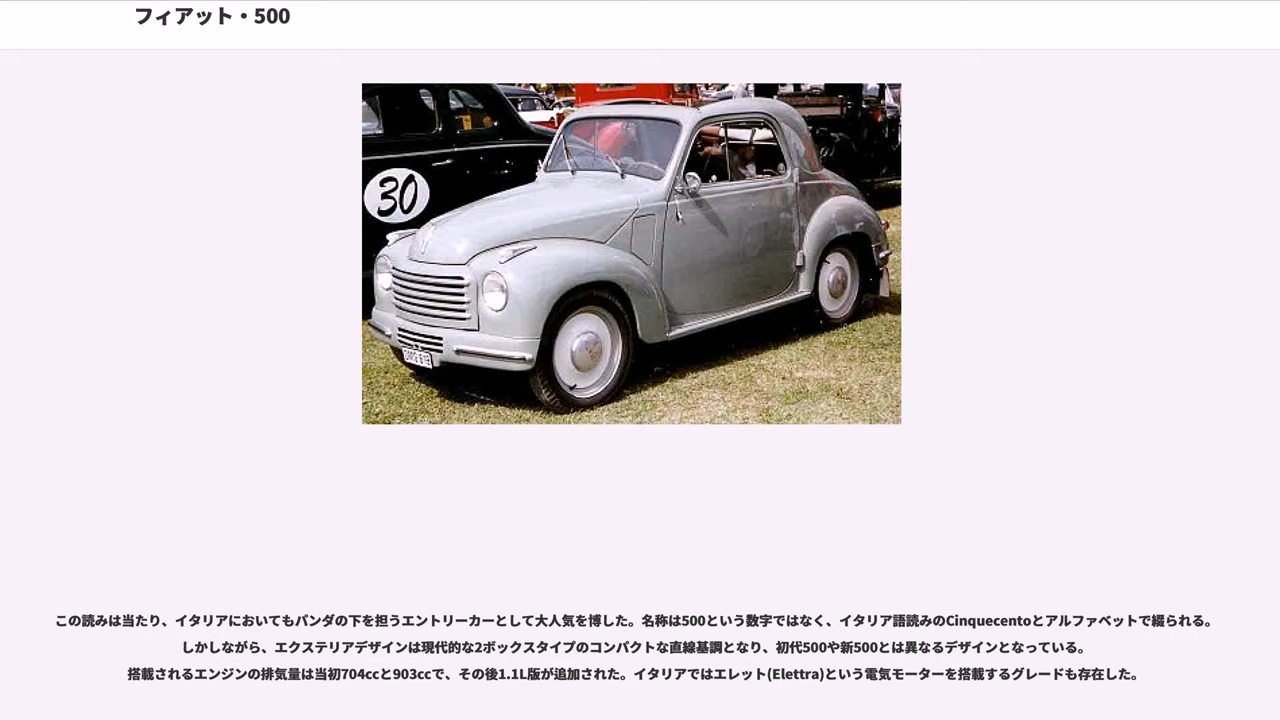 フィアット・500
30
この読みは当たり、イタリアにおいてもパンダの下を担うエントリーカーとして大人気を博した。名称は500という数字ではなく、イタリア語読みのCinquecentoとアルファベットで綴られる。
しかしながら、エクステリアデザインは現代的な2ボックスタイプのコンパクトな直線基調となり、初代500や新500とは異なるデザインとなっている。
搭載されるエンジンの排気量は当初704ccと903ccで、その後1.1L版が追加された。イタリアではエレット(Elettra)という電気モーターを搭載するグレードも存在した。